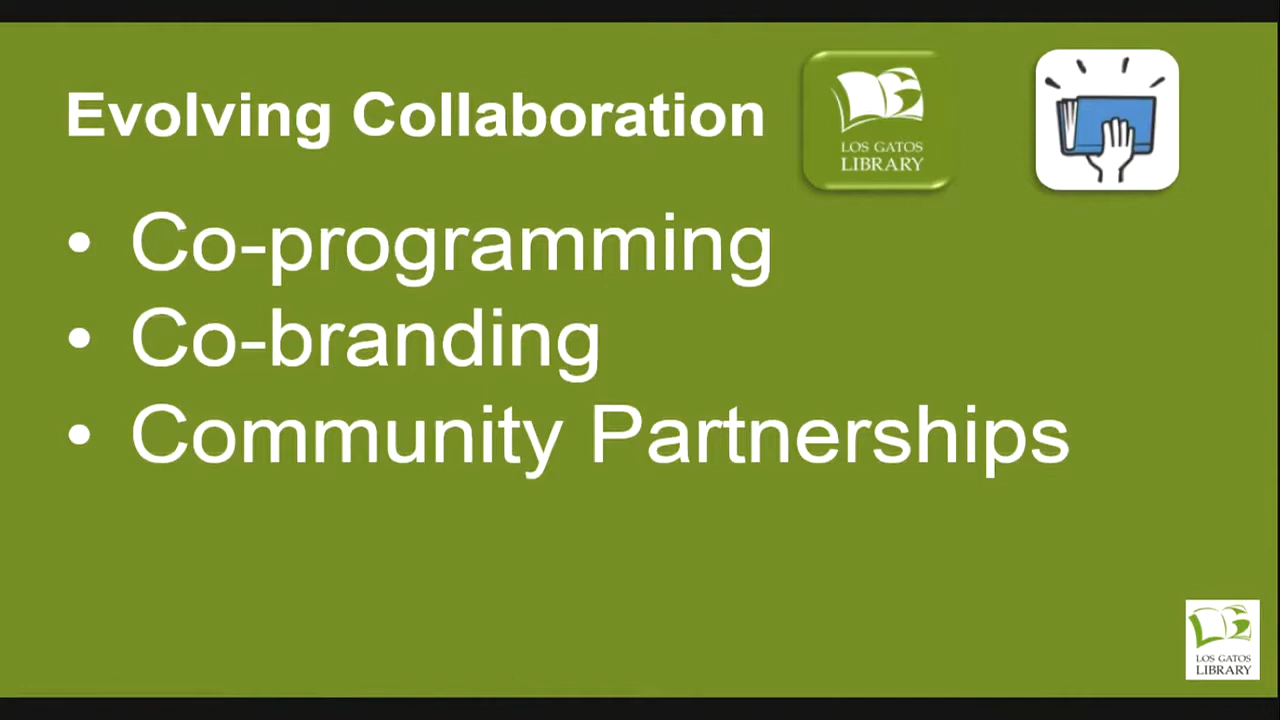 Evolving Collaboration
LOS GATOS
LIBRARY
• Co-programming
• Co-branding
• Community Partnerships
LOS GATOS
LIBRARY